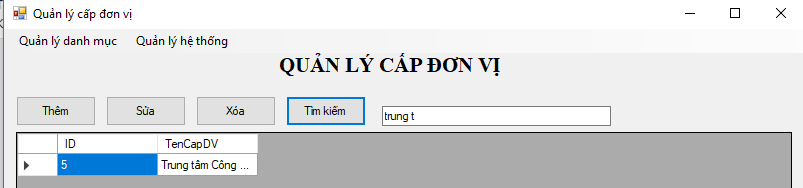 Quản lý cấp đơn vị
Quản lý danh mục Quản lý hệ thống
QUẢN LÝ CẤP ĐƠN VỊ
Thêm Sửa Xóa Tìm kiếm trung t
ID TenCapDV
5 Trung tâm Công ...